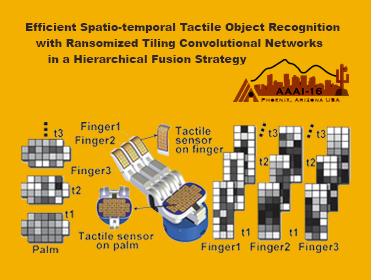 Efficient Spatio-temporal Tactile Object Recognition
with Ransomized Tiling Convolutional Networks
in a Hierarchical Fusion Strategy
AAAI-16
PHOENIX, ARIZONA USA
Finger1
Finger2
Finger3
Tactile
sensor
on finger
t3
t2
t1
Palm
Tactile sensor
on palm
t3
t2
t1
Finger1 Finger2 Finger3